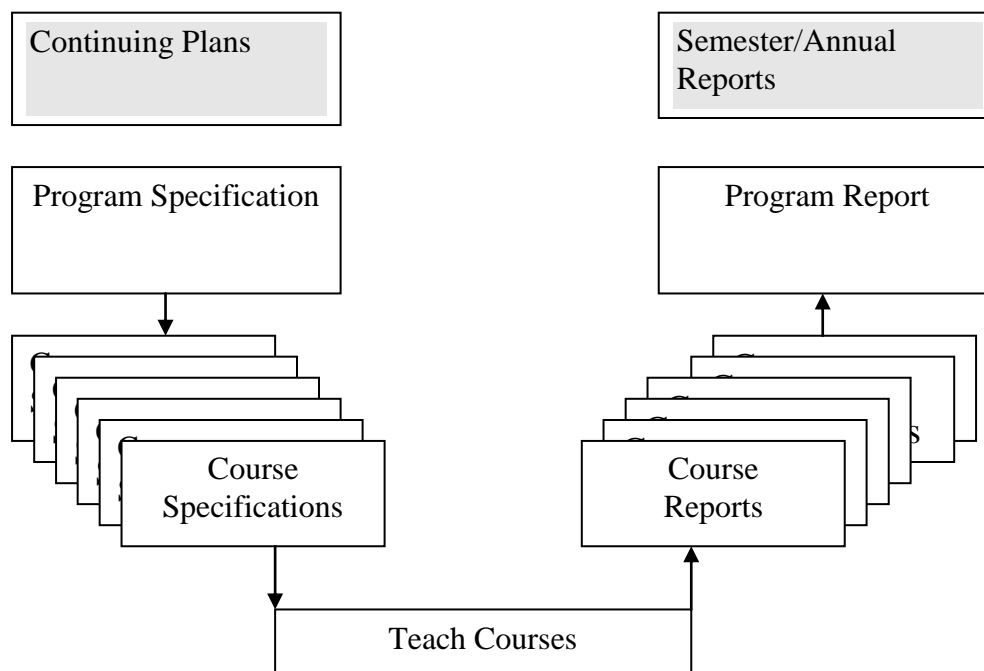 Continuing Plans
Semester/Annual
Reports
Program Specification
Program Report
Course
Specifications
Course
Reports
Teach Courses